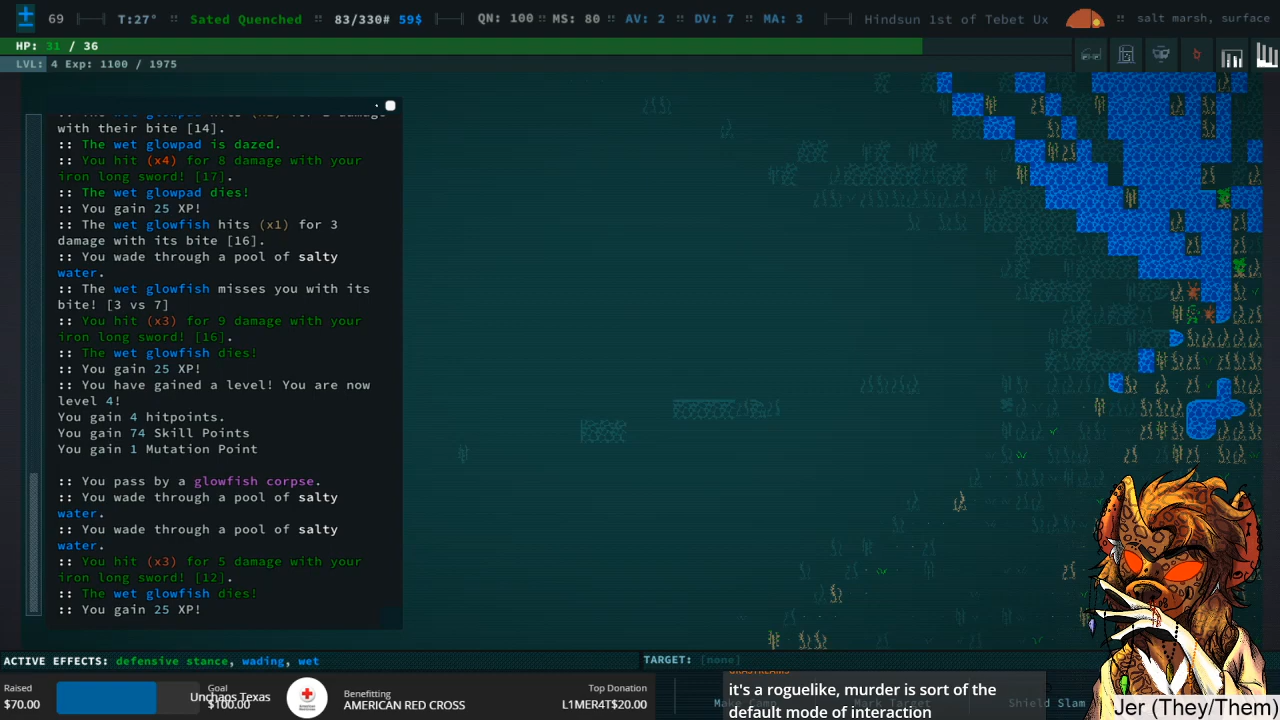 69 T:27° :: Sated Quenched :: 83/330# 59$ QN: 100 :: MS: 80 :: AV: 2 :: DV: 7 :: MA: 3 Hindsun 1st of Tebet Ux :: salt marsh, surface
HP: 31 / 36
LVL: 4 Exp: 1100 / 1975
with their bite [14].
:: The wet glowpad is dazed.
:: You hit (x4) for 8 damage with your
iron long sword! [17].
:: The wet glowpad dies!
:: You gain 25 XP!
:: The wet glowfish hits (x1) for 3
damage with its bite [16].
:: You wade through a pool of salty
water.
:: The wet glowfish misses you with its
bite! [3 vs 7]
:: You hit (x3) for 9 damage with your
iron long sword! [16].
:: The wet glowfish dies!
:: You gain 25 XP!
:: You have gained a level! You are now
level 4!
You gain 4 hitpoints.
You gain 74 Skill Points
You gain 1 Mutation Point
:: You pass by a glowfish corpse.
:: You wade through a pool of salty
water.
:: You wade through a pool of salty
water.
:: You hit (x3) for 5 damage with your
iron long sword! [12].
:: The wet glowfish dies!
:: You gain 25 XP!
ACTIVE EFFECTS: defensive stance, wading, wet TARGET: [none]
Raised Goal Top Donation
$70.00 Unchaos Texas $100.00 Benefitting L1MER4T$20.00
AMERICAN RED CROSS
it's a roguelike, murder is sort of the
default mode of interaction
Make Camp Mark Target Shield Slam
Jer (They/Them)